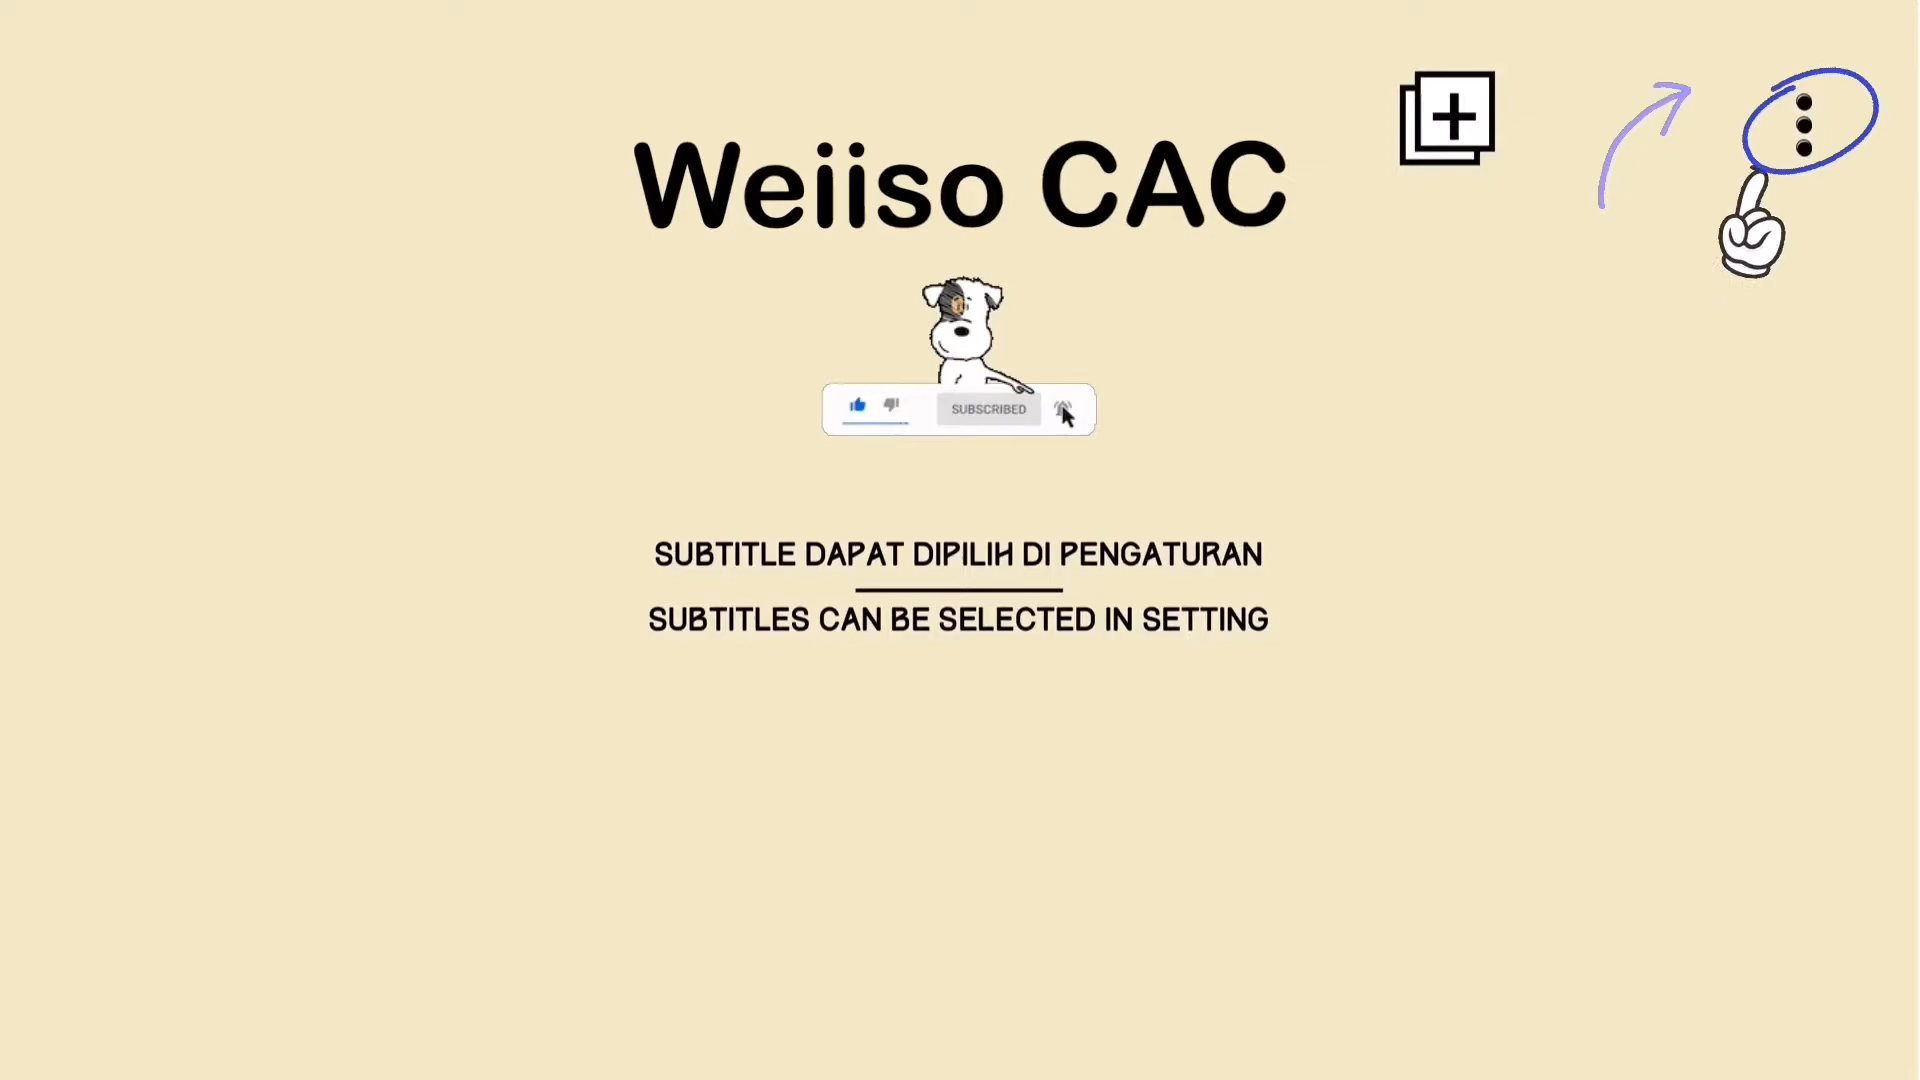 Weiiso CAC
SUBSCRIBED
SUBTITLE DAPAT DIPILIH DI PENGATURAN
SUBTITLES CAN BE SELECTED IN SETTING